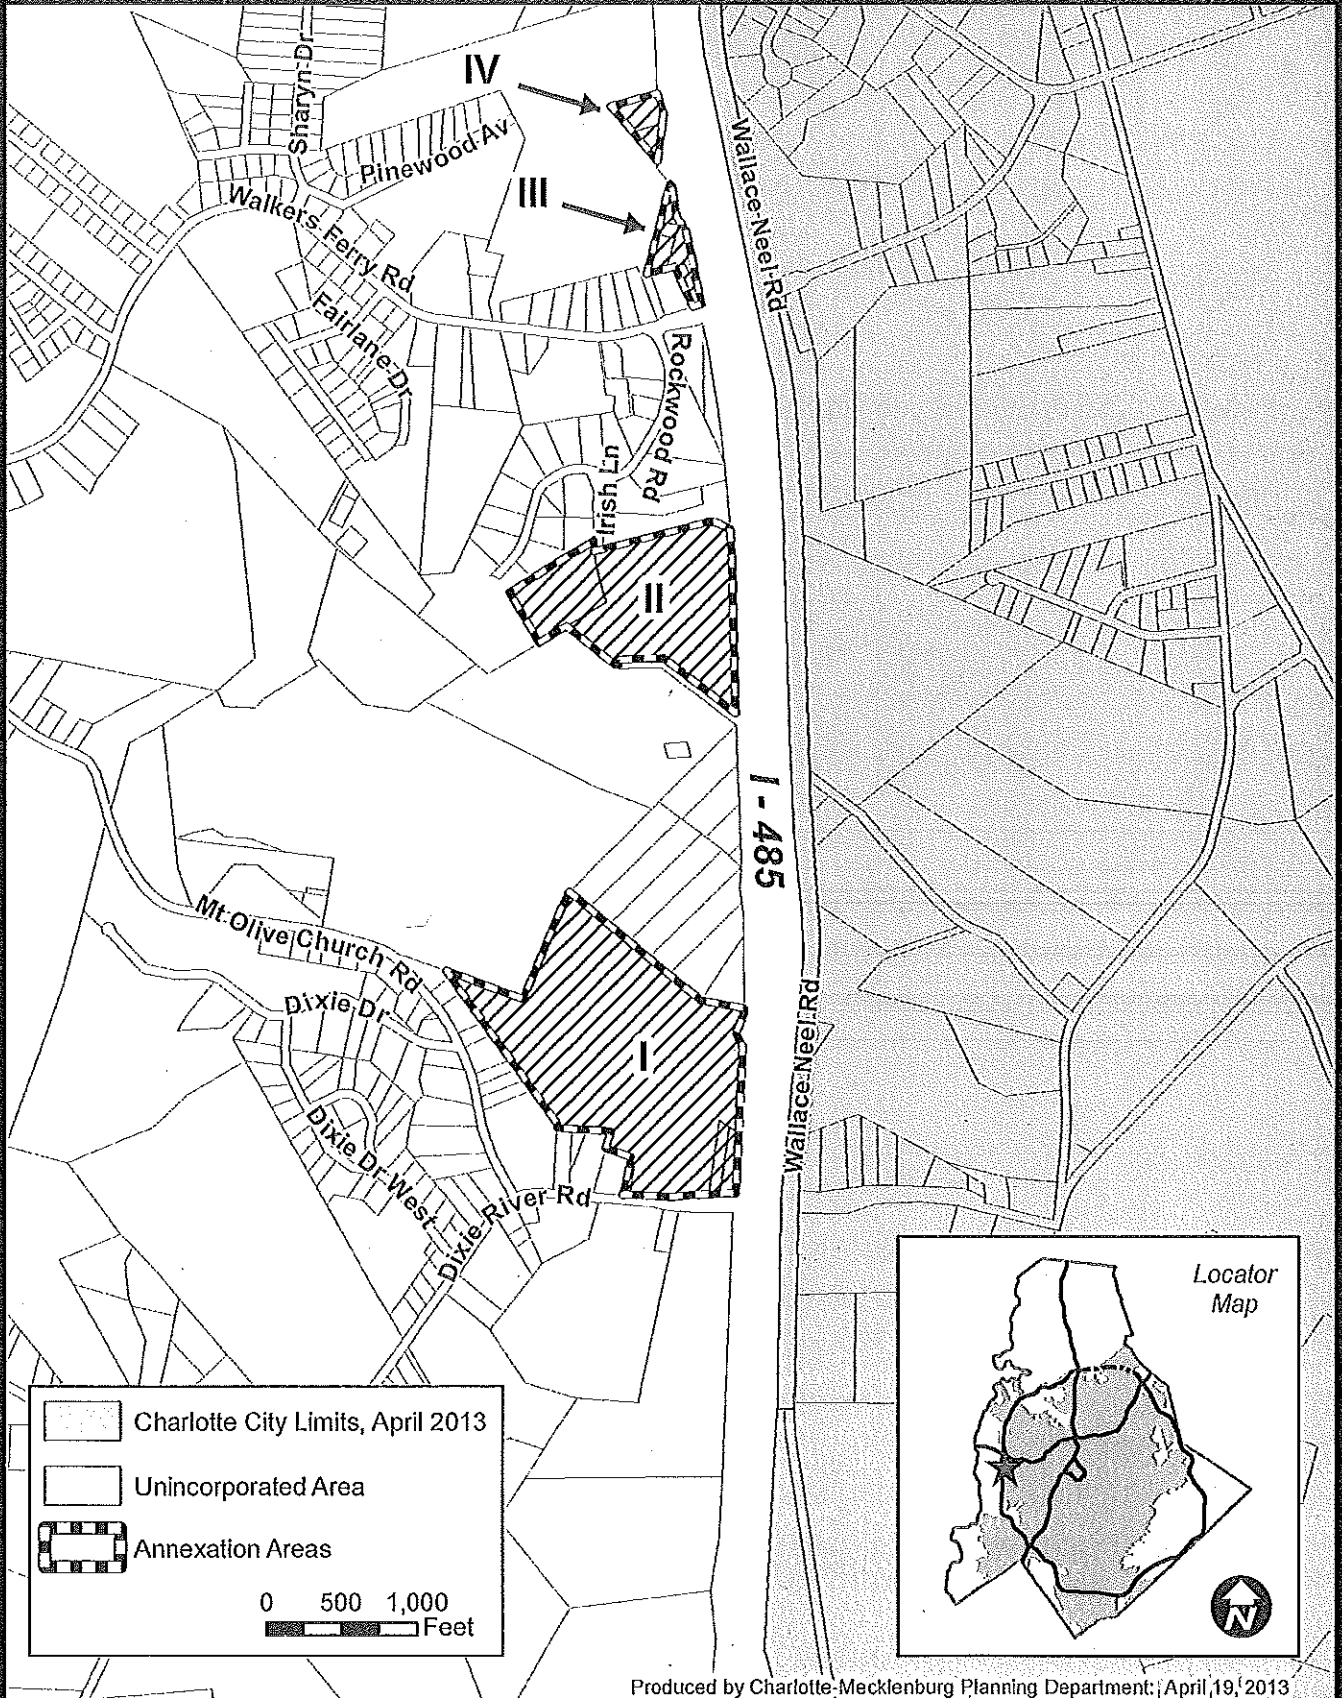 IV
Sharyn Dr
Pinewood Av
Wallace Neel Rd
III
Walkers Ferry Rd
Fairlane Dr
Rockwood Rd
Irish Ln
II
I - 485
Mt Olive Church Rd
Dixie Dr
I
Wallace Neel Rd
Dixie Dr West
Dixie River Rd
Locator
Map
Charlotte City Limits, April 2013
Unincorporated Area
Annexation Areas
0 500 1,000
Feet
N
Produced by Charlotte-Mecklenburg Planning Department: April 19, 2013